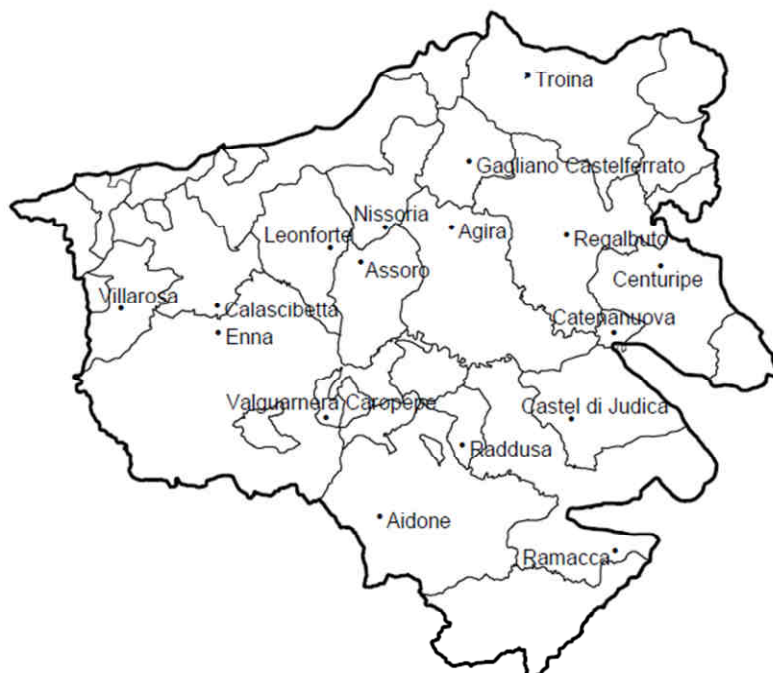 Troina
Gagliano Castelferrato
Nissoria
Agira
Regalbuto
Leonforte
Assoro
Centuripe
Villarosa
Calascibetta
Catenanuova
Enna
Valguarnera Caropepe
Castel di Judica
Raddusa
Aidone
Ramacca